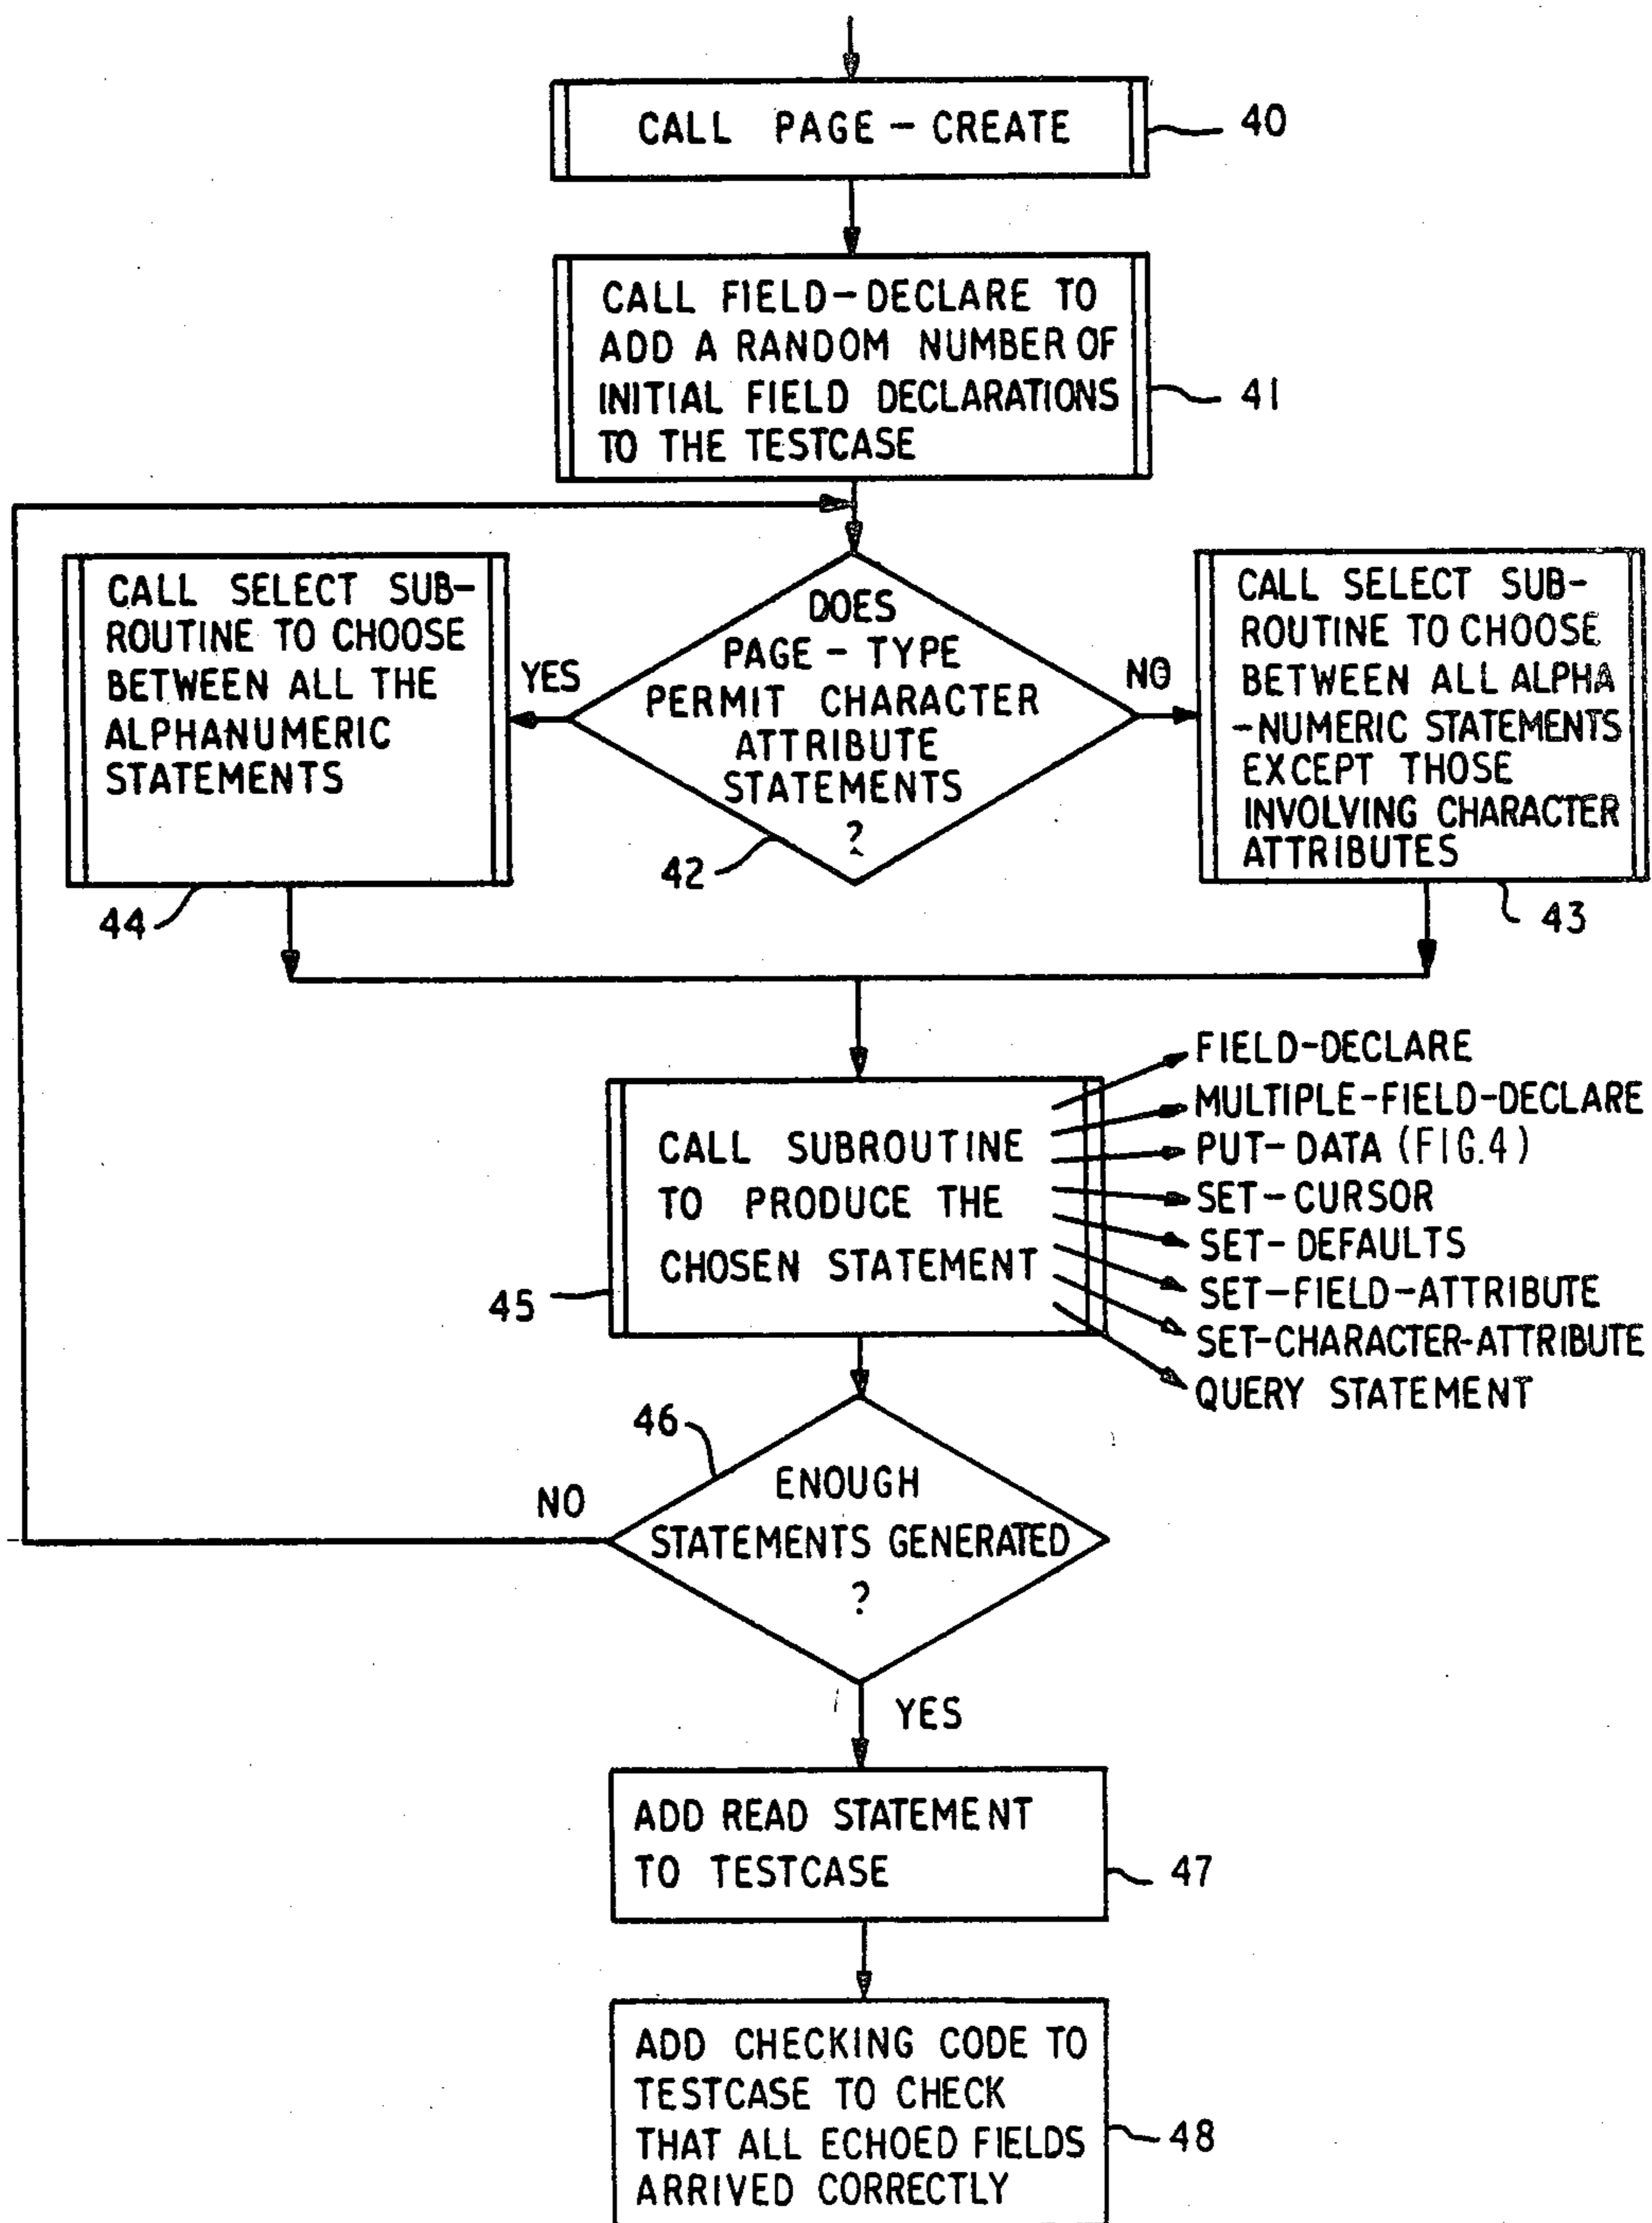 CALL PAGE - CREATE
40
CALL FIELD-DECLARE TO
ADD A RANDOM NUMBER OF
INITIAL FIELD DECLARATIONS
TO THE TESTCASE
41
CALL SELECT SUB-
ROUTINE TO CHOOSE
BETWEEN ALL THE
ALPHANUMERIC
STATEMENTS
44
YES
DOES
PAGE - TYPE
PERMIT CHARACTER
ATTRIBUTE
STATEMENTS
?
42
NO
CALL SELECT SUB-
ROUTINE TO CHOOSE
BETWEEN ALL ALPHA
-NUMERIC STATEMENTS
EXCEPT THOSE
INVOLVING CHARACTER
ATTRIBUTES
43
CALL SUBROUTINE
TO PRODUCE THE
CHOSEN STATEMENT
45
FIELD-DECLARE
MULTIPLE-FIELD-DECLARE
PUT-DATA (FIG.4)
SET-CURSOR
SET-DEFAULTS
SET-FIELD-ATTRIBUTE
SET-CHARACTER-ATTRIBUTE
QUERY STATEMENT
46
NO
ENOUGH
STATEMENTS GENERATED
?
YES
ADD READ STATEMENT
TO TESTCASE
47
ADD CHECKING CODE TO
TESTCASE TO CHECK
THAT ALL ECHOED FIELDS
ARRIVED CORRECTLY
48